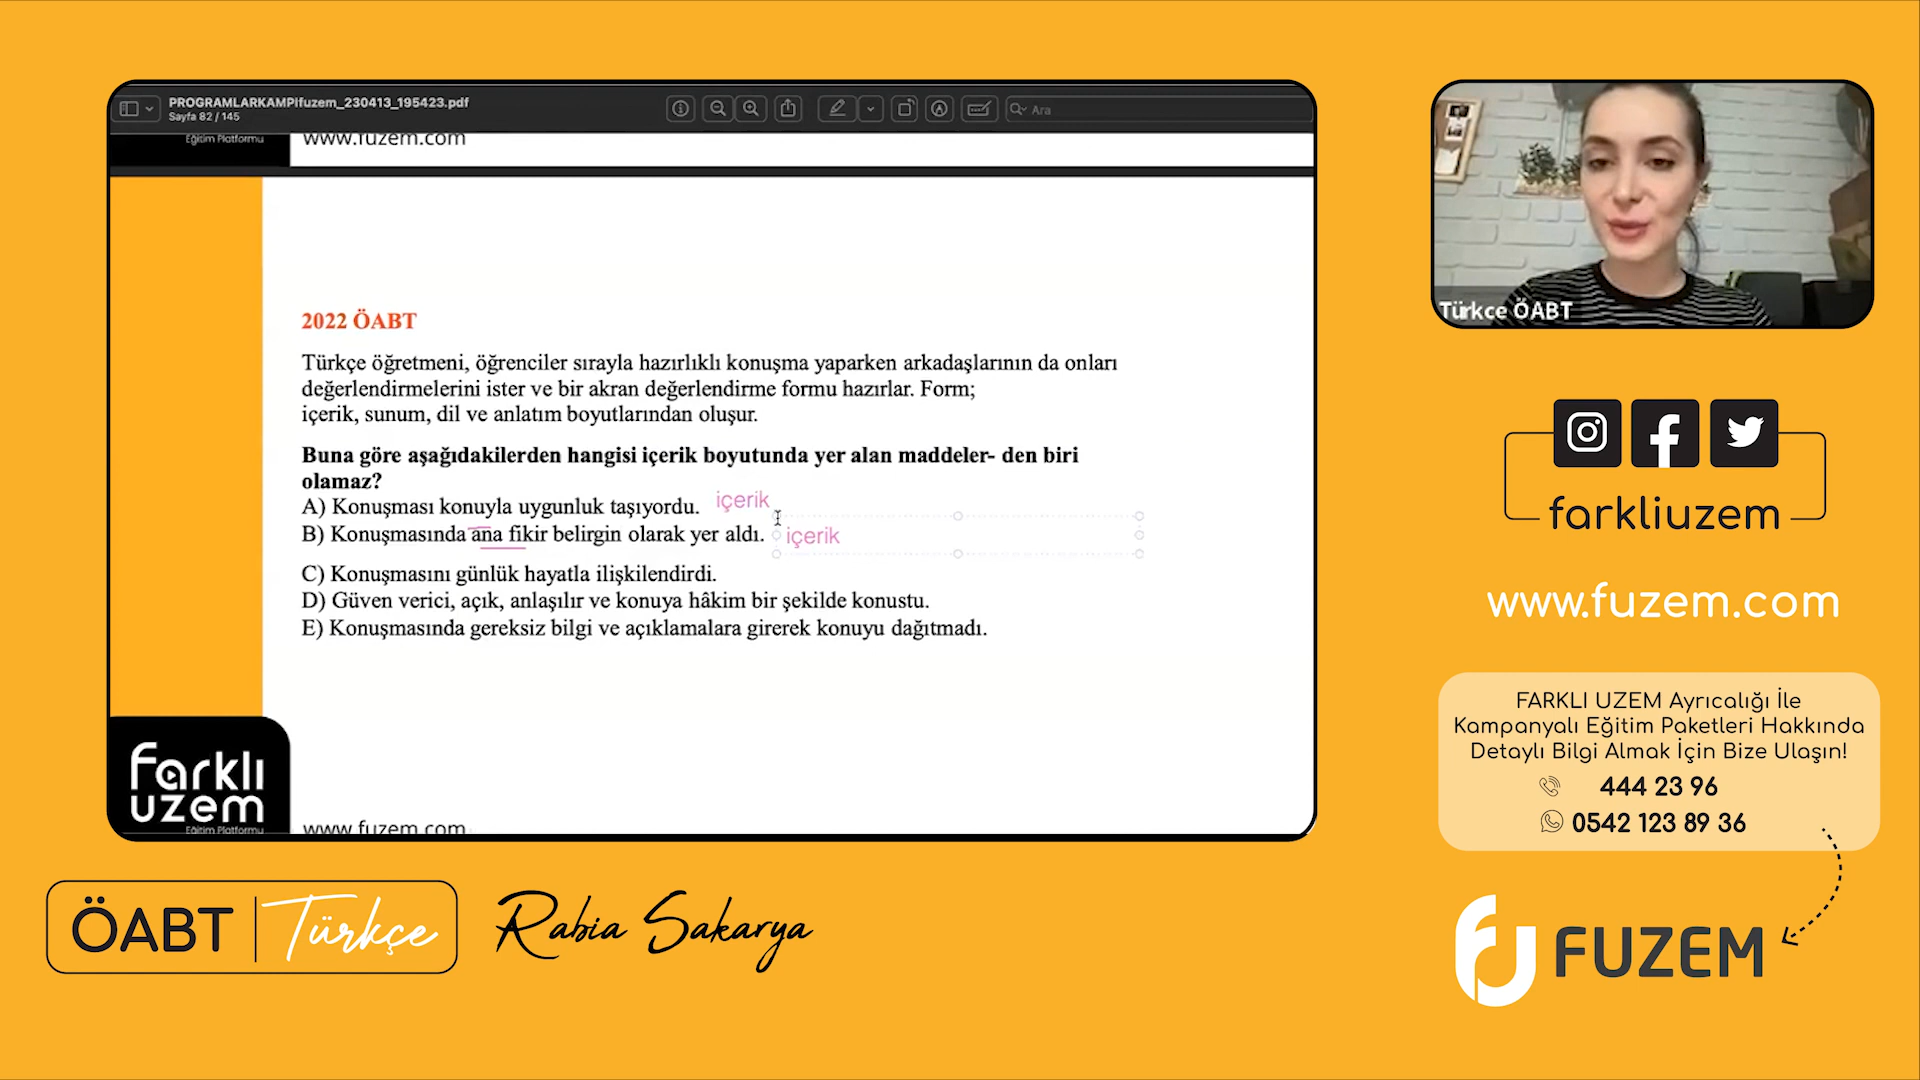 PROGRAMLARKAMPIfuzem_230413_195423.pdf
Sayfa 82 / 145
Ara
Eğitim Platformu
www.fuzem.com
2022 ÖABT
Türkçe öğretmeni, öğrenciler sırayla hazırlıklı konuşma yaparken arkadaşlarının da onları
değerlendirmelerini ister ve bir akran değerlendirme formu hazırlar. Form;
içerik, sunum, dil ve anlatım boyutlarından oluşur.
Buna göre aşağıdakilerden hangisi içerik boyutunda yer alan maddeler- den biri
olamaz?
A) Konuşması konuyla uygunluk taşıyordu. içerik
B) Konuşmasında ana fikir belirgin olarak yer aldı. içerik
C) Konuşmasını günlük hayatla ilişkilendirdi.
D) Güven verici, açık, anlaşılır ve konuya hâkim bir şekilde konustu.
E) Konuşmasında gereksiz bilgi ve açıklamalara girerek konuyu dağıtmadı.
farklı
uzem
Eğitim Platformu
www.fuzem.com
Türkce ÖABT
farkliuzem
www.fuzem.com
FARKLI UZEM Ayrıcalığı İle
Kampanyalı Eğitim Paketleri Hakkında
Detaylı Bilgi Almak İçin Bize Ulaşın!
444 23 96
0542 123 89 36
ÖABT Türkçe
Rabia Sakarya
FUZEM